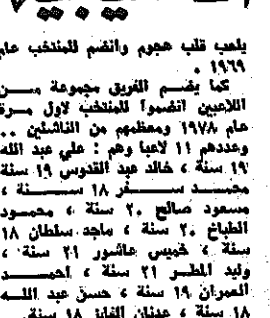 يلعب قلب هجوم وانضم للمنتخب عام
١٩٦٩ .
كما يضم الفريق مجموعة من
اللاعبين انضموا للمنتخب لاول مرة
عام ١٩٧٨ ومعظمهم من الناشئين ..
وعددهم ١١ لاعبا وهم : علي عبد الله
١٩ سنة ، خالد عبد القدوس ١٩ سنة
محمد سفر ١٨ سنة ،
مسعود صالح ٢٠ سنة ، محمود
الطباخ ٢٠ سنة ، ماجد سلطان ١٨
سنة ، خميس عاشور ٢١ سنة ،
وليد المطر ٢١ سنة ، احمد
العمران ١٩ سنة ، حسن عبد الله
١٨ سنة ، عدنان ١٨ سنة .